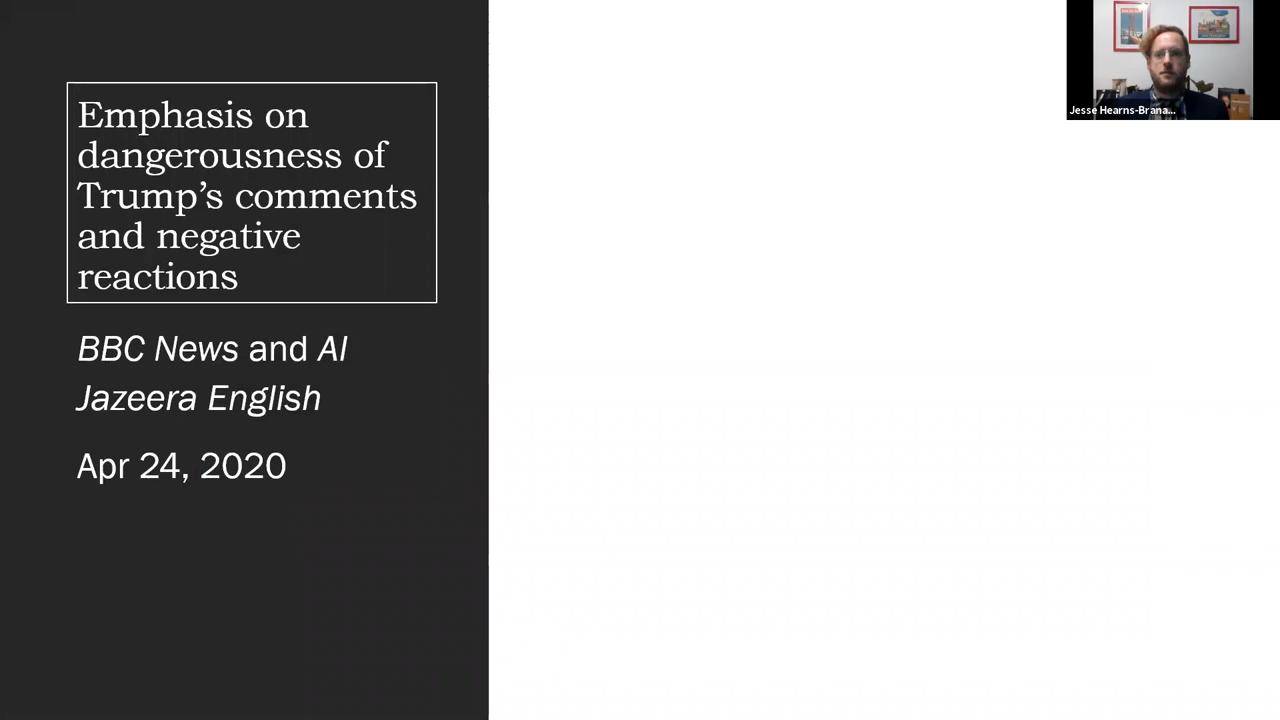 Emphasis on
dangerousness of
Trump’s comments
and negative
reactions
BBC News and Al
Jazeera English
Apr 24, 2020
Jesse Hearns-Brana...